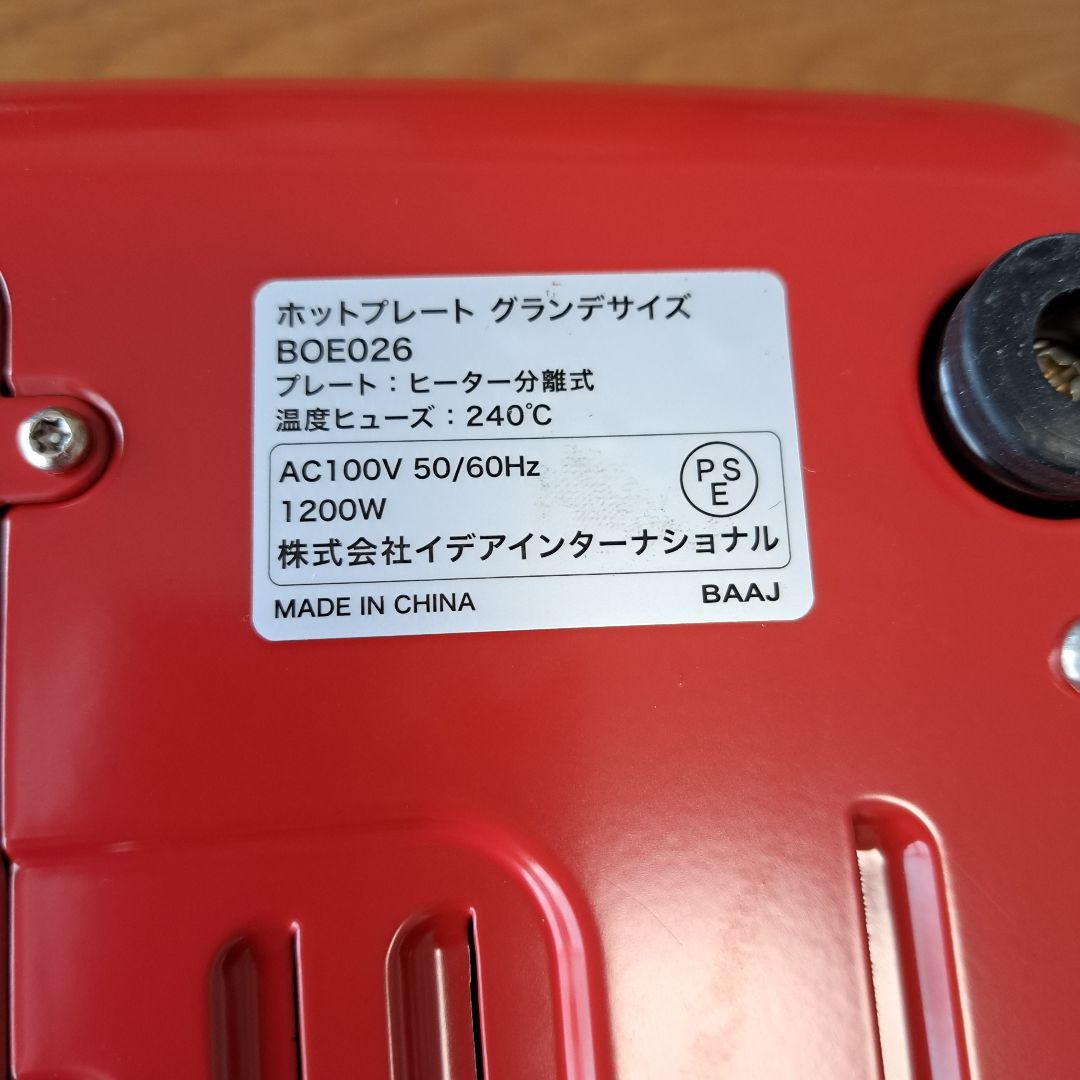 ホットプレート グランデサイズ
BOE026
プレート：ヒーター分離式
温度ヒューズ：240℃
AC100V 50/60Hz
1200W
PSE
株式会社イデアインターナショナル
MADE IN CHINA
BAAJ